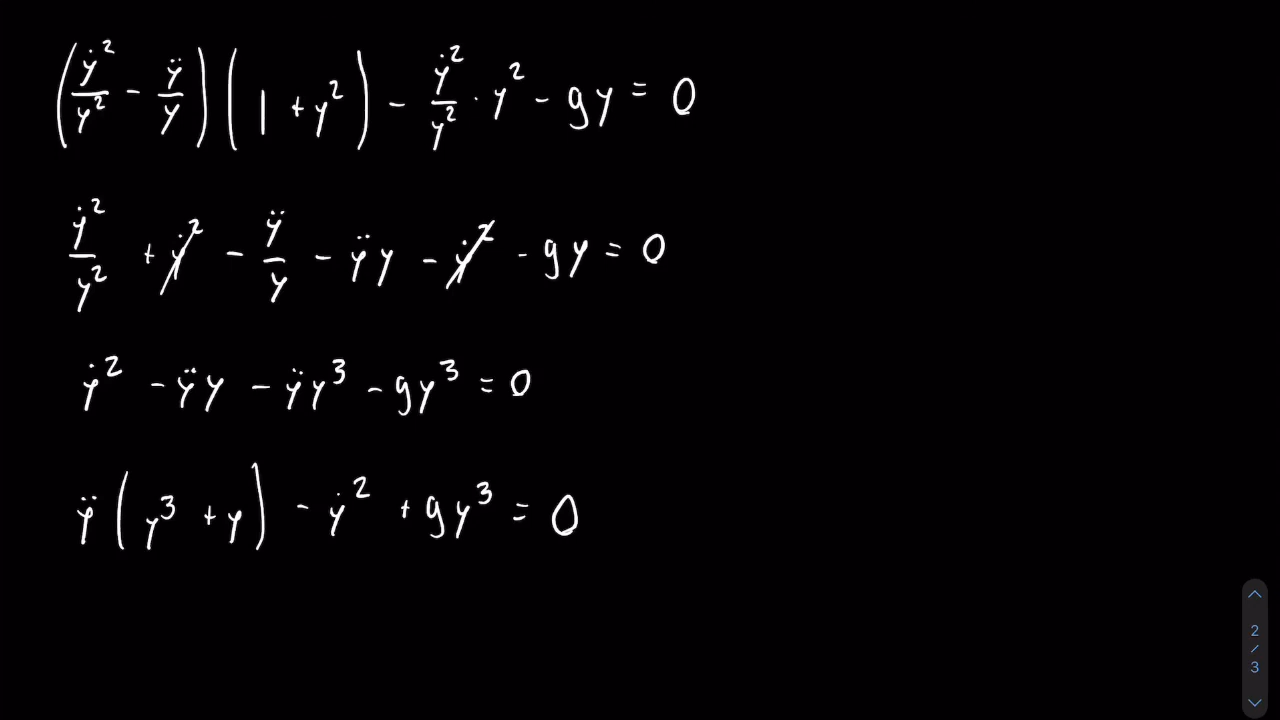 (ẏ²/y² - ÿ/y)(1 + y²) - ẏ²/y² · y² - gy = 0
ẏ²/y² + ẏ² - ÿ/y - ÿy - ẏ² - gy = 0
ẏ² - ÿy - ÿy³ - gy³ = 0
ÿ(y³ + y) - ẏ² + gy³ = 0
2
/
3